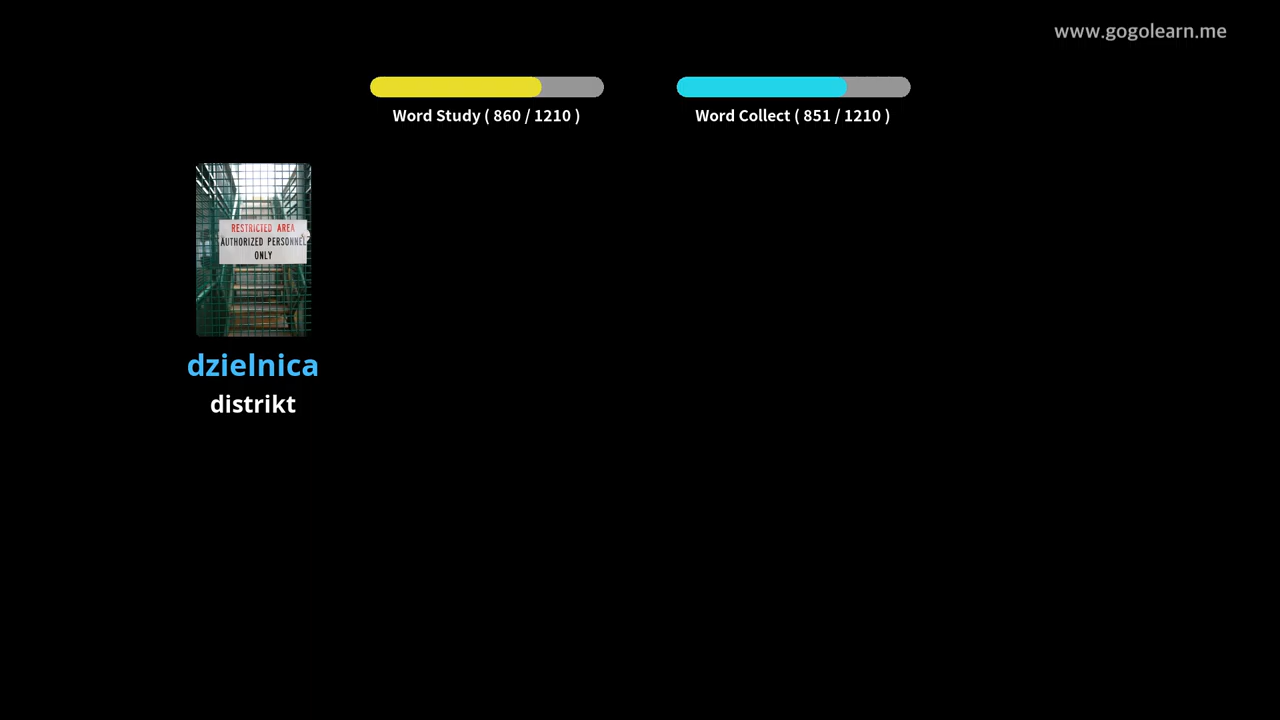 www.gogolearn.me
Word Study ( 860 / 1210 )
Word Collect ( 851 / 1210 )
RESTRICTED AREA
AUTHORIZED PERSONNEL
ONLY
dzielnica
distrikt